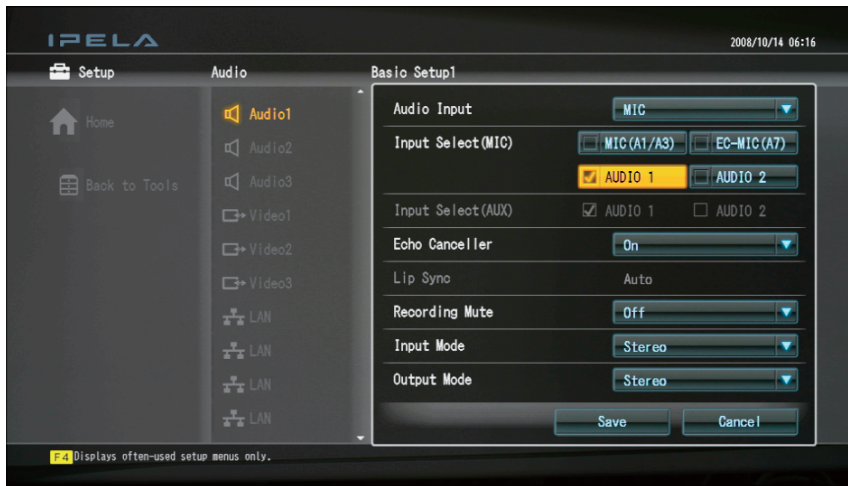 IPELA
2008/10/14 06:16
Setup
Audio
Basic Setup1
Home
Back to Tools
Audio1
Audio2
Audio3
Video1
Video2
Video3
LAN
LAN
LAN
LAN
Audio Input MIC
Input Select(MIC) MIC(A1/A3) EC-MIC(A7)
AUDIO 1 AUDIO 2
Input Select(AUX) AUDIO 1 AUDIO 2
Echo Canceller On
Lip Sync Auto
Recording Mute Off
Input Mode Stereo
Output Mode Stereo
Save Cancel
F4 Displays often-used setup menus only.